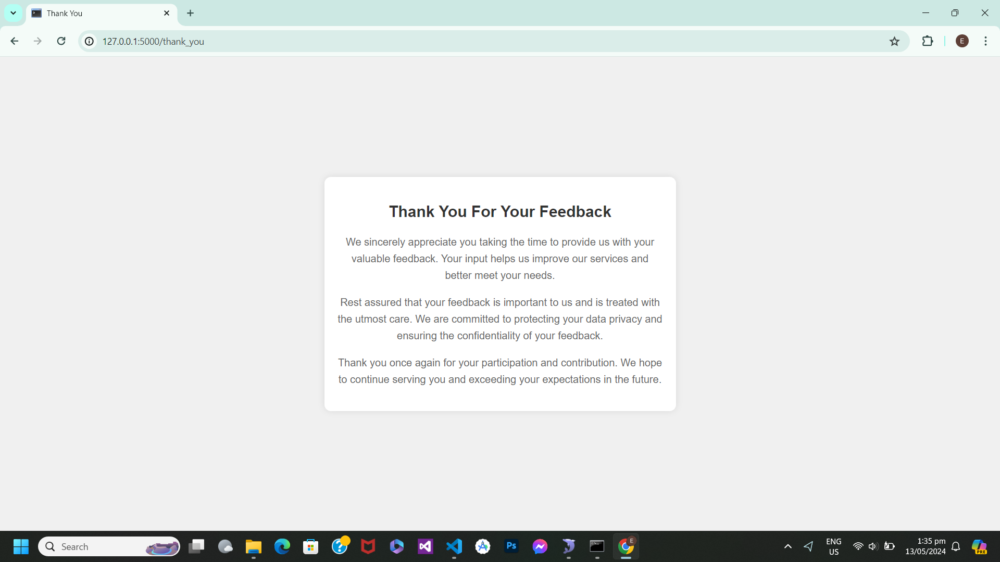 Thank You
127.0.0.1:5000/thank_you
E
Thank You For Your Feedback
We sincerely appreciate you taking the time to provide us with your
valuable feedback. Your input helps us improve our services and
better meet your needs.
Rest assured that your feedback is important to us and is treated with
the utmost care. We are committed to protecting your data privacy and
ensuring the confidentiality of your feedback.
Thank you once again for your participation and contribution. We hope
to continue serving you and exceeding your expectations in the future.
Search
Ps
E
ENG
US
1:35 pm
13/05/2024
PRE